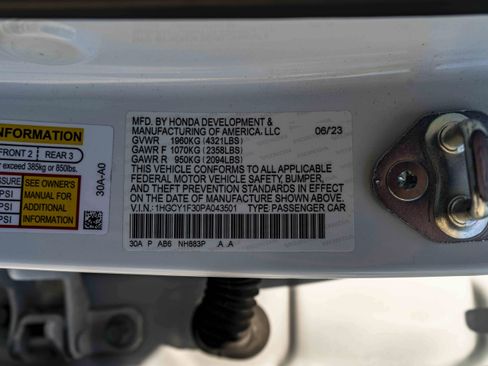 MFD. BY HONDA DEVELOPMENT &
MANUFACTURING OF AMERICA, LLC 06/23
GVWR 1960KG (4321LBS)
GAWR F 1070KG (2358LBS)
GAWR R 950KG (2094LBS)
THIS VEHICLE CONFORMS TO ALL APPLICABLE
FEDERAL MOTOR VEHICLE SAFETY, BUMPER,
AND THEFT PREVENTION STANDARDS IN EFFECT
ON THE DATE OF MANUFACTURE SHOWN ABOVE.
V.I.N.: 1HGCY1F30PA043501 TYPE PASSENGER CAR
30A P AB6 NH883P .A .A
INFORMATION
FRONT 2 REAR 3
exceed 385kg or 850lbs.
SEE OWNER'S
MANUAL FOR
ADDITIONAL
INFORMATION
PSI
PSI
30A-A0